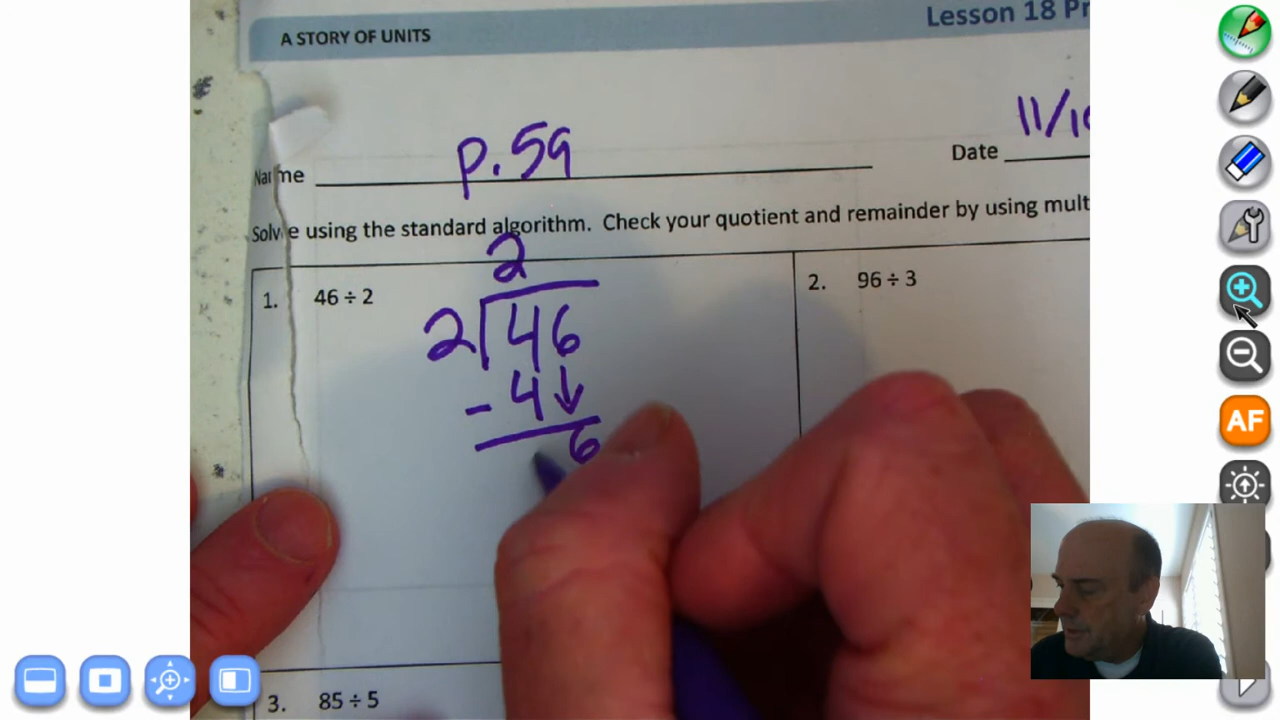 A STORY OF UNITS
Lesson 18 Pr
Name p.59
Date 11/10
Solve using the standard algorithm. Check your quotient and remainder by using mult
1. 46 ÷ 2
2
2 46
- 4
6
2. 96 ÷ 3
3. 85 ÷ 5
AF